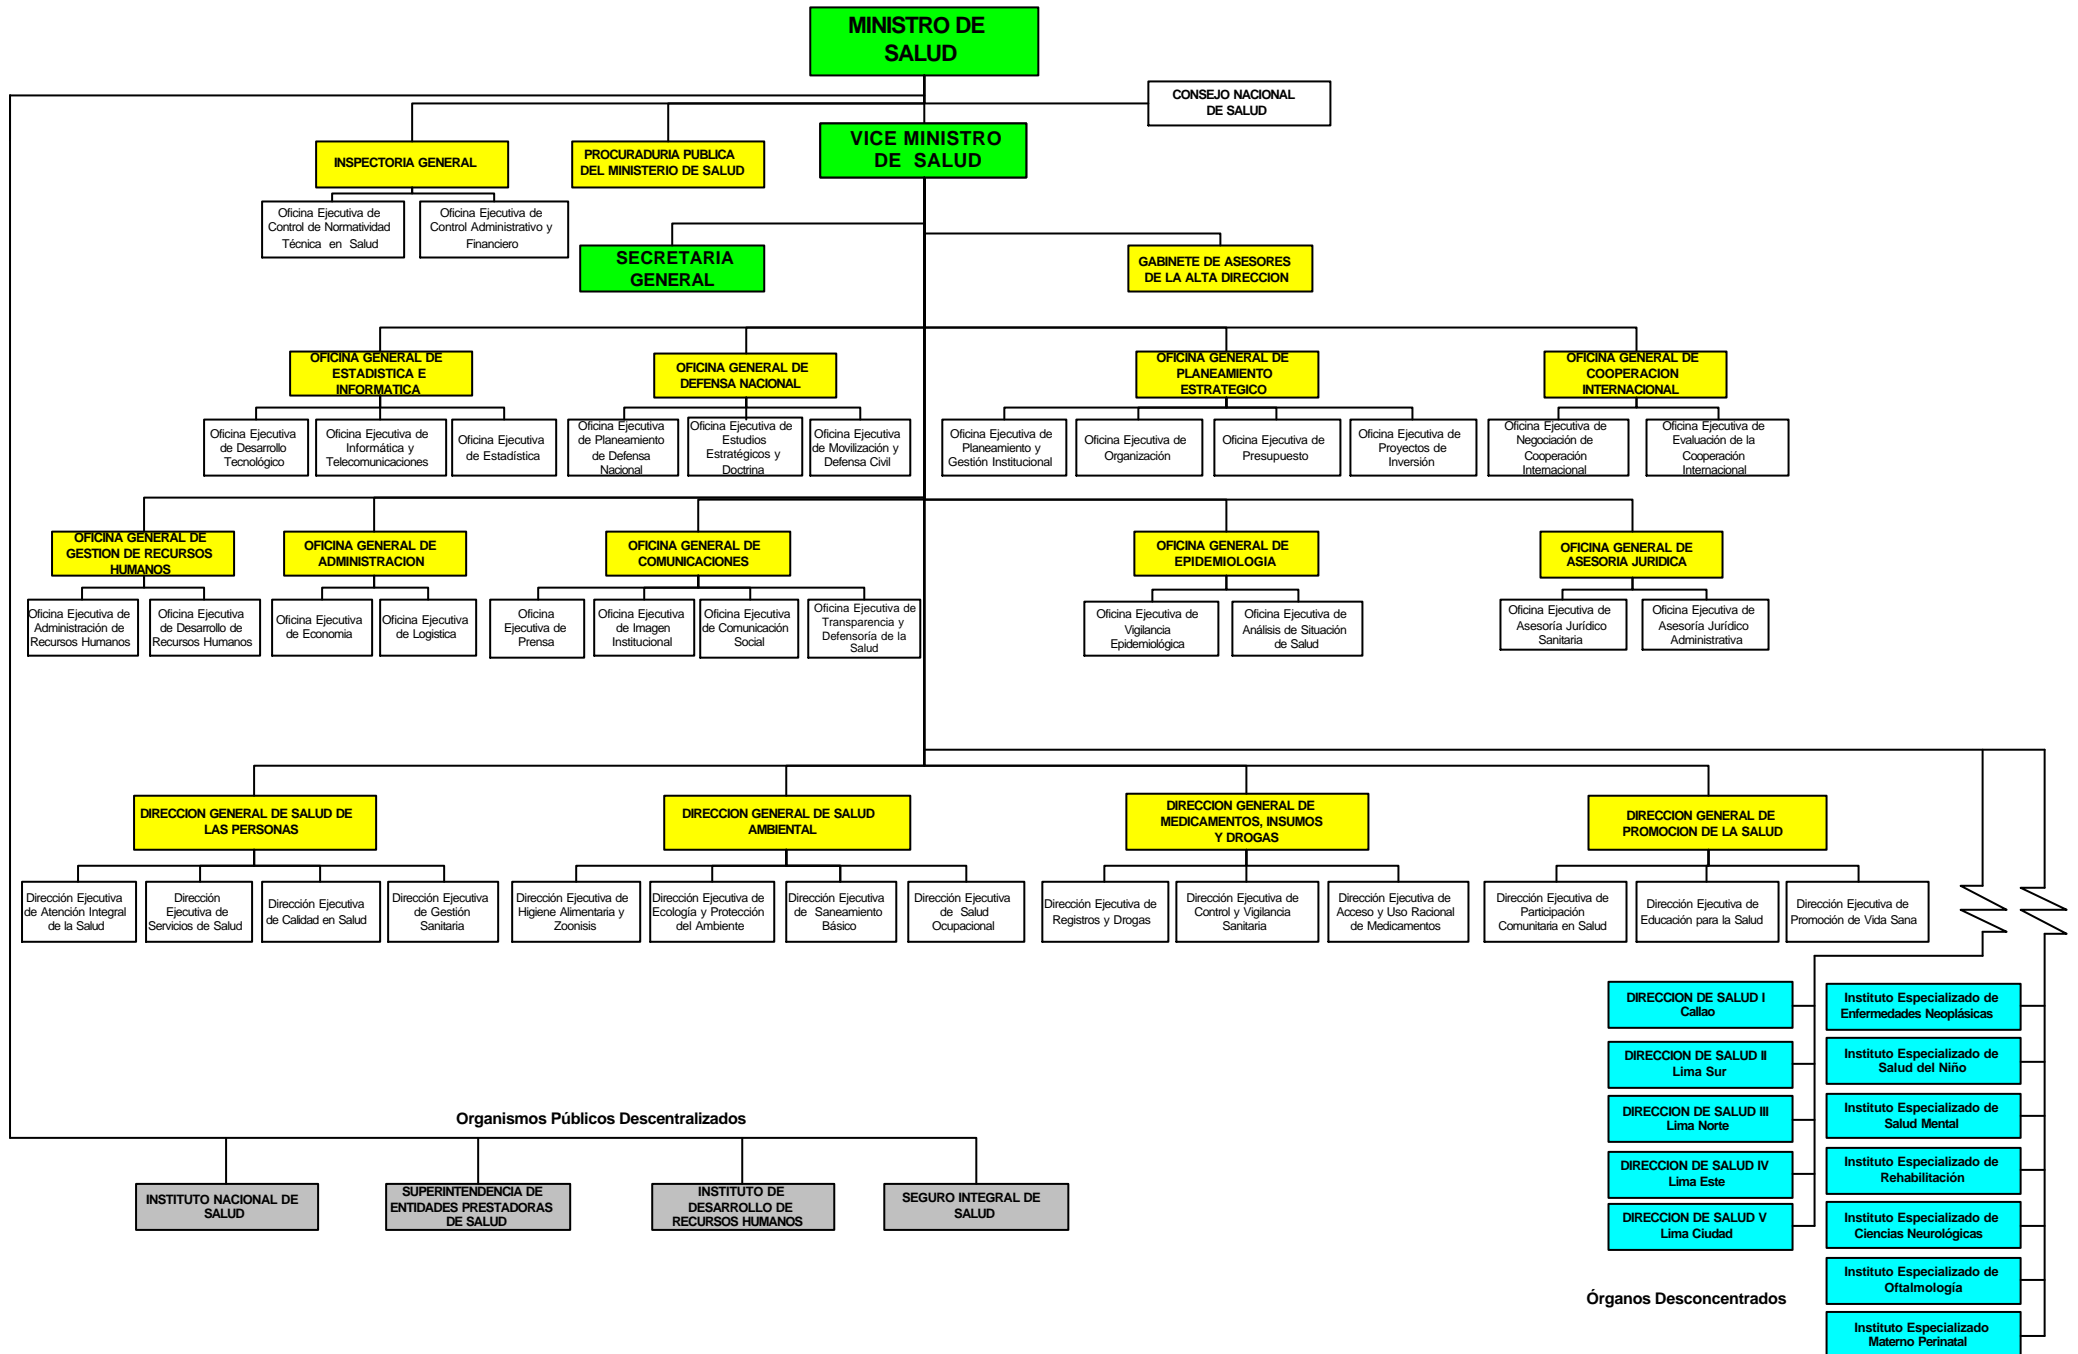 MINISTRO DE
SALUD
CONSEJO NACIONAL
DE SALUD
VICE MINISTRO
DE SALUD
INSPECTORIA GENERAL
PROCURADURIA PUBLICA
DEL MINISTERIO DE SALUD
Oficina Ejecutiva de
Control de Normatividad
Técnica en Salud
Oficina Ejecutiva de
Control Administrativo y
Financiero
SECRETARIA
GENERAL
GABINETE DE ASESORES
DE LA ALTA DIRECCION
OFICINA GENERAL DE
ESTADISTICA E
INFORMATICA
OFICINA GENERAL DE
DEFENSA NACIONAL
OFICINA GENERAL DE
PLANEAMIENTO
ESTRATEGICO
OFICINA GENERAL DE
COOPERACION
INTERNACIONAL
Oficina Ejecutiva
de Desarrollo
Tecnológico
Oficina Ejecutiva de
Informática y
Telecomunicaciones
Oficina Ejecutiva
de Estadística
Oficina Ejecutiva
de Planeamiento
de Defensa
Nacional
Oficina Ejecutiva de
Estudios
Estratégicos y
Doctrina
Oficina Ejecutiva
de Movilización y
Defensa Civil
Oficina Ejecutiva de
Planeamiento y
Gestión Institucional
Oficina Ejecutiva de
Organización
Oficina Ejecutiva de
Presupuesto
Oficina Ejecutiva de
Proyectos de
Inversión
Oficina Ejecutiva de
Negociación de
Cooperación
Internacional
Oficina Ejecutiva de
Evaluación de la
Cooperación
Internacional
OFICINA GENERAL DE
GESTION DE RECURSOS
HUMANOS
OFICINA GENERAL DE
ADMINISTRACION
OFICINA GENERAL DE
COMUNICACIONES
OFICINA GENERAL DE
EPIDEMIOLOGIA
OFICINA GENERAL DE
ASESORIA JURIDICA
Oficina Ejecutiva de
Administración de
Recursos Humanos
Oficina Ejecutiva
de Desarrollo de
Recursos Humanos
Oficina Ejecutiva
de Economia
Oficina Ejecutiva
de Logistica
Oficina
Ejecutiva de
Prensa
Oficina Ejecutiva
de Imagen
Institucional
Oficina Ejecutiva
de Comunicación
Social
Oficina Ejecutiva de
Transparencia y
Defensoría de la
Salud
Oficina Ejecutiva de
Vigilancia
Epidemiológica
Oficina Ejecutiva de
Análisis de Situación
de Salud
Oficina Ejecutiva de
Asesoría Jurídico
Sanitaria
Oficina Ejecutiva de
Asesoría Jurídico
Administrativa
DIRECCION GENERAL DE SALUD DE
LAS PERSONAS
DIRECCION GENERAL DE SALUD
AMBIENTAL
DIRECCION GENERAL DE
MEDICAMENTOS, INSUMOS
Y DROGAS
DIRECCION GENERAL DE
PROMOCION DE LA SALUD
Dirección Ejecutiva
de Atención Integral
de la Salud
Dirección
Ejecutiva de
Servicios de Salud
Dirección Ejecutiva
de Calidad en Salud
Dirección Ejecutiva
de Gestión
Sanitaria
Dirección Ejecutiva de
Higiene Alimentaria y
Zoonisis
Dirección Ejecutiva de
Ecología y Protección
del Ambiente
Dirección Ejecutiva
de Saneamiento
Básico
Dirección Ejecutiva
de Salud
Ocupacional
Dirección Ejecutiva de
Registros y Drogas
Dirección Ejecutiva de
Control y Vigilancia
Sanitaria
Dirección Ejecutiva de
Acceso y Uso Racional
de Medicamentos
Dirección Ejecutiva de
Participación
Comunitaria en Salud
Dirección Ejecutiva de
Educación para la Salud
Dirección Ejecutiva de
Promoción de Vida Sana
DIRECCION DE SALUD I
Callao
DIRECCION DE SALUD II
Lima Sur
DIRECCION DE SALUD III
Lima Norte
DIRECCION DE SALUD IV
Lima Este
DIRECCION DE SALUD V
Lima Ciudad
Instituto Especializado de
Enfermedades Neoplásicas
Instituto Especializado de
Salud del Niño
Instituto Especializado de
Salud Mental
Instituto Especializado de
Rehabilitación
Instituto Especializado de
Ciencias Neurológicas
Instituto Especializado de
Oftalmología
Instituto Especializado
Materno Perinatal
Órganos Desconcentrados
Organismos Públicos Descentralizados
INSTITUTO NACIONAL DE
SALUD
SUPERINTENDENCIA DE
ENTIDADES PRESTADORAS
DE SALUD
INSTITUTO DE
DESARROLLO DE
RECURSOS HUMANOS
SEGURO INTEGRAL DE
SALUD